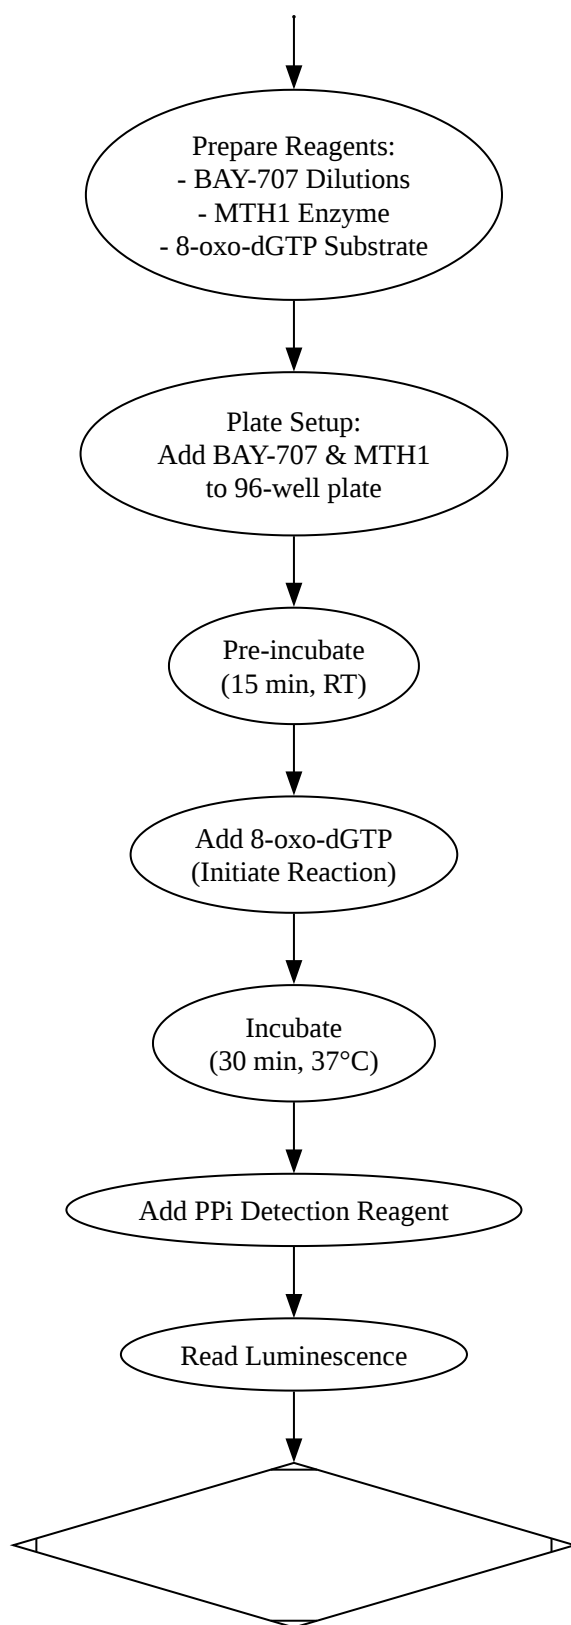 Prepare Reagents:
- BAY-707 Dilutions
- MTH1 Enzyme
- 8-oxo-dGTP Substrate
Plate Setup:
Add BAY-707 & MTH1
to 96-well plate
Pre-incubate
(15 min, RT)
Add 8-oxo-dGTP
(Initiate Reaction)
Incubate
(30 min, 37°C)
Add PPi Detection Reagent
Read Luminescence